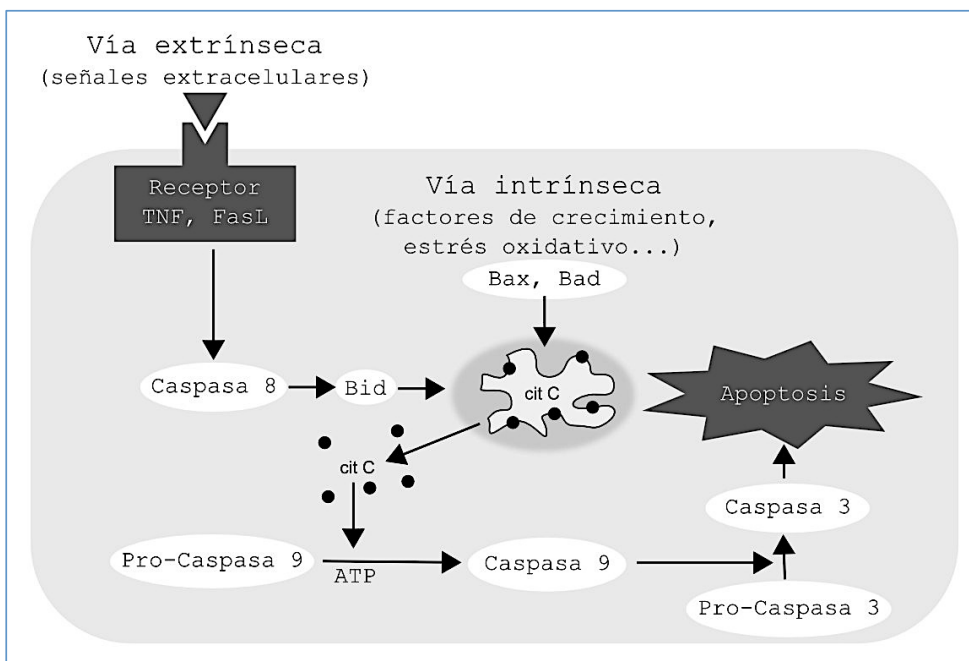 Vía extrínseca
(señales extracelulares)
Receptor
TNF, FasL
Vía intrínseca
(factores de crecimiento,
estrés oxidativo...)
Bax, Bad
Caspasa 8
Bid
cit C
Apoptosis
cit C
Caspasa 3
Pro-Caspasa 9
ATP
Caspasa 9
Pro-Caspasa 3